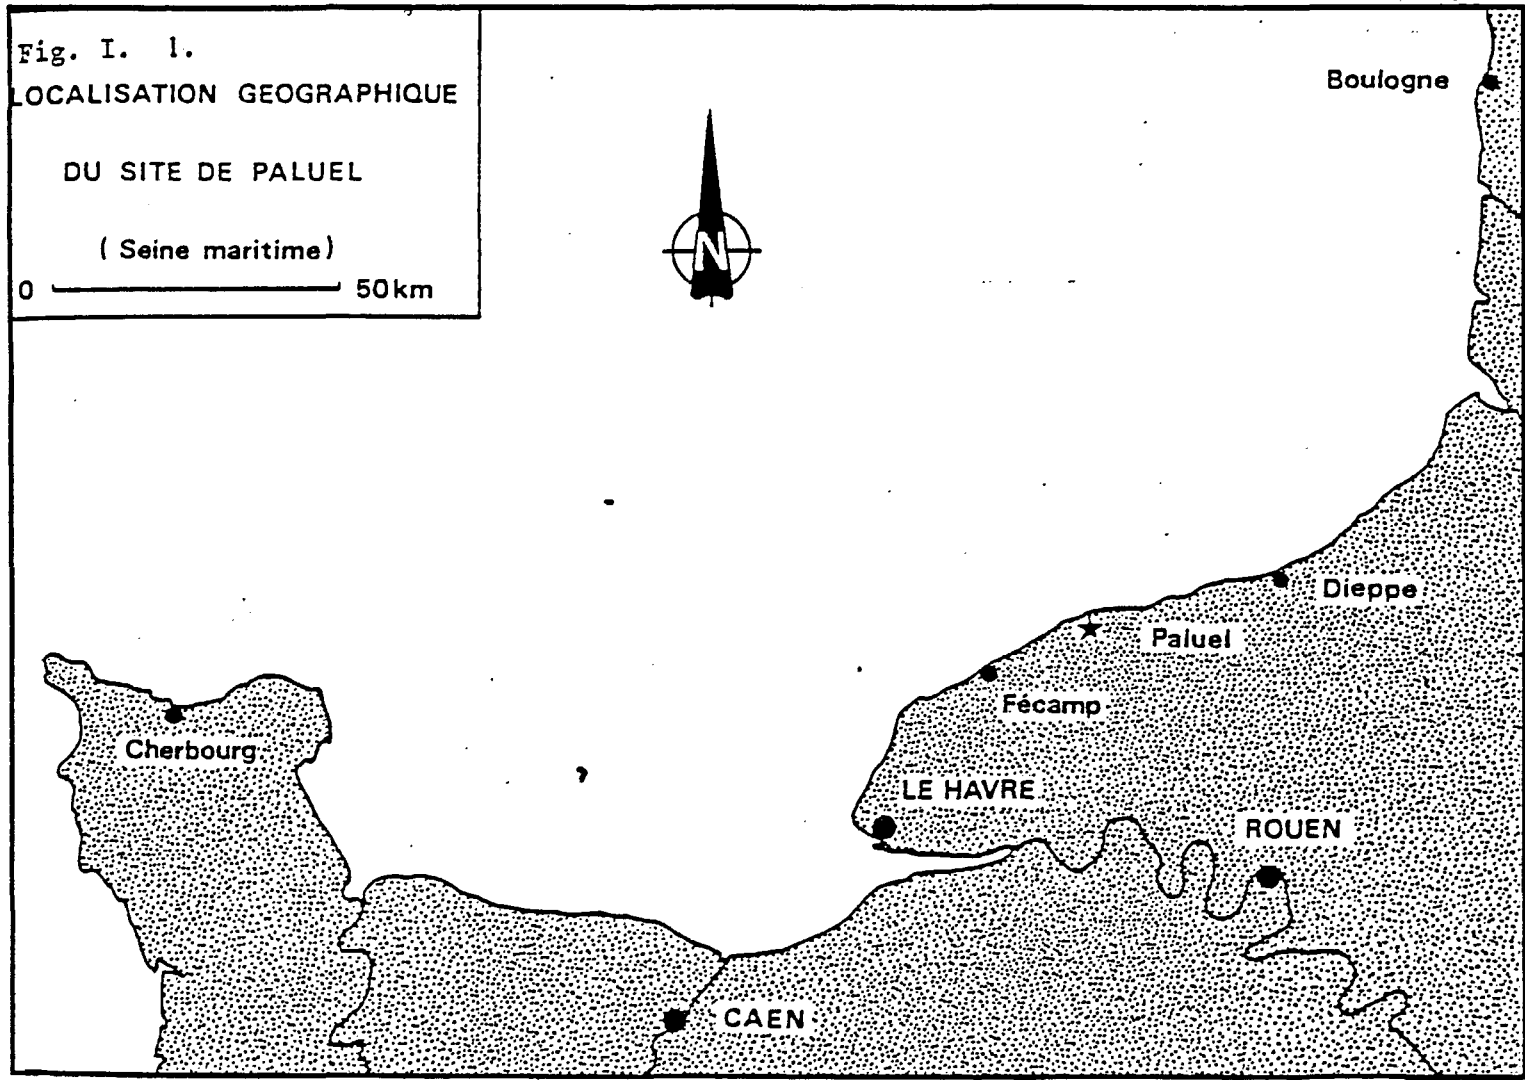 Fig. I. 1.
LOCALISATION GEOGRAPHIQUE
DU SITE DE PALUEL
( Seine maritime )
0 50km
N
Boulogne
Dieppe
Paluel
Fécamp
Cherbourg
LE HAVRE
ROUEN
CAEN